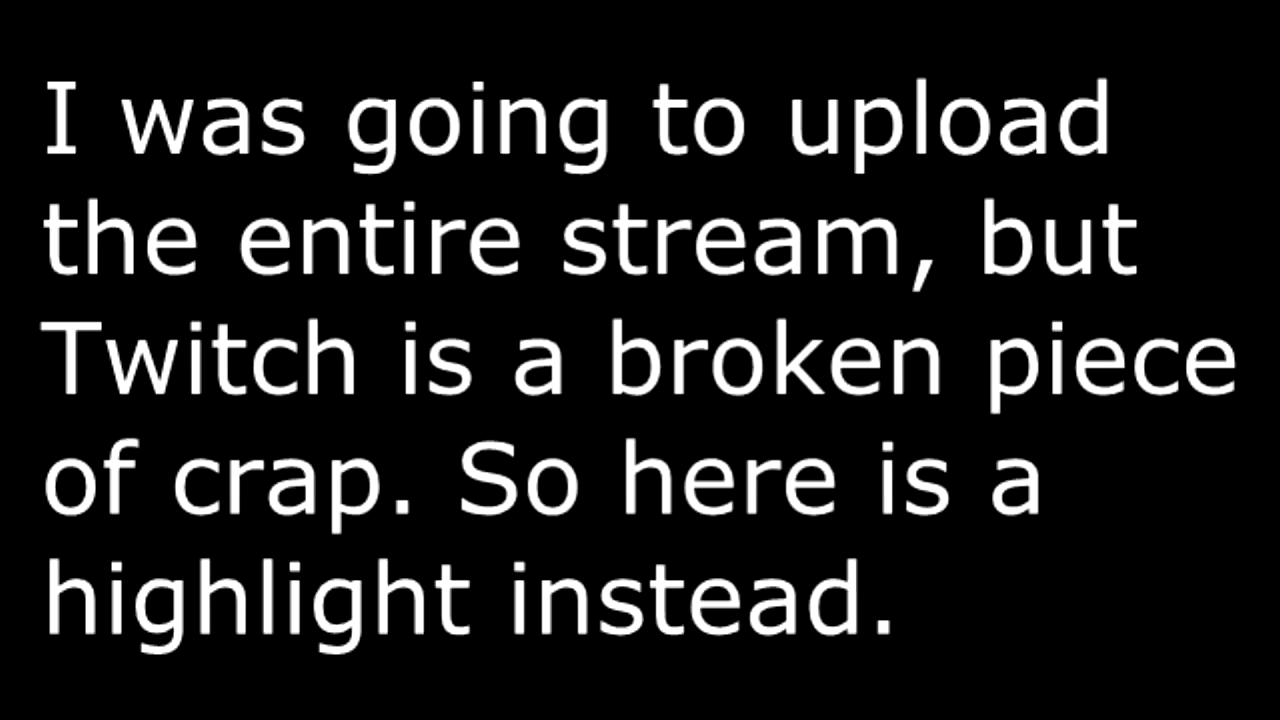 I was going to upload
the entire stream, but
Twitch is a broken piece
of crap. So here is a
highlight instead.